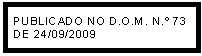 PUBLICADO NO D.O.M. N.º 73
DE 24/09/2009